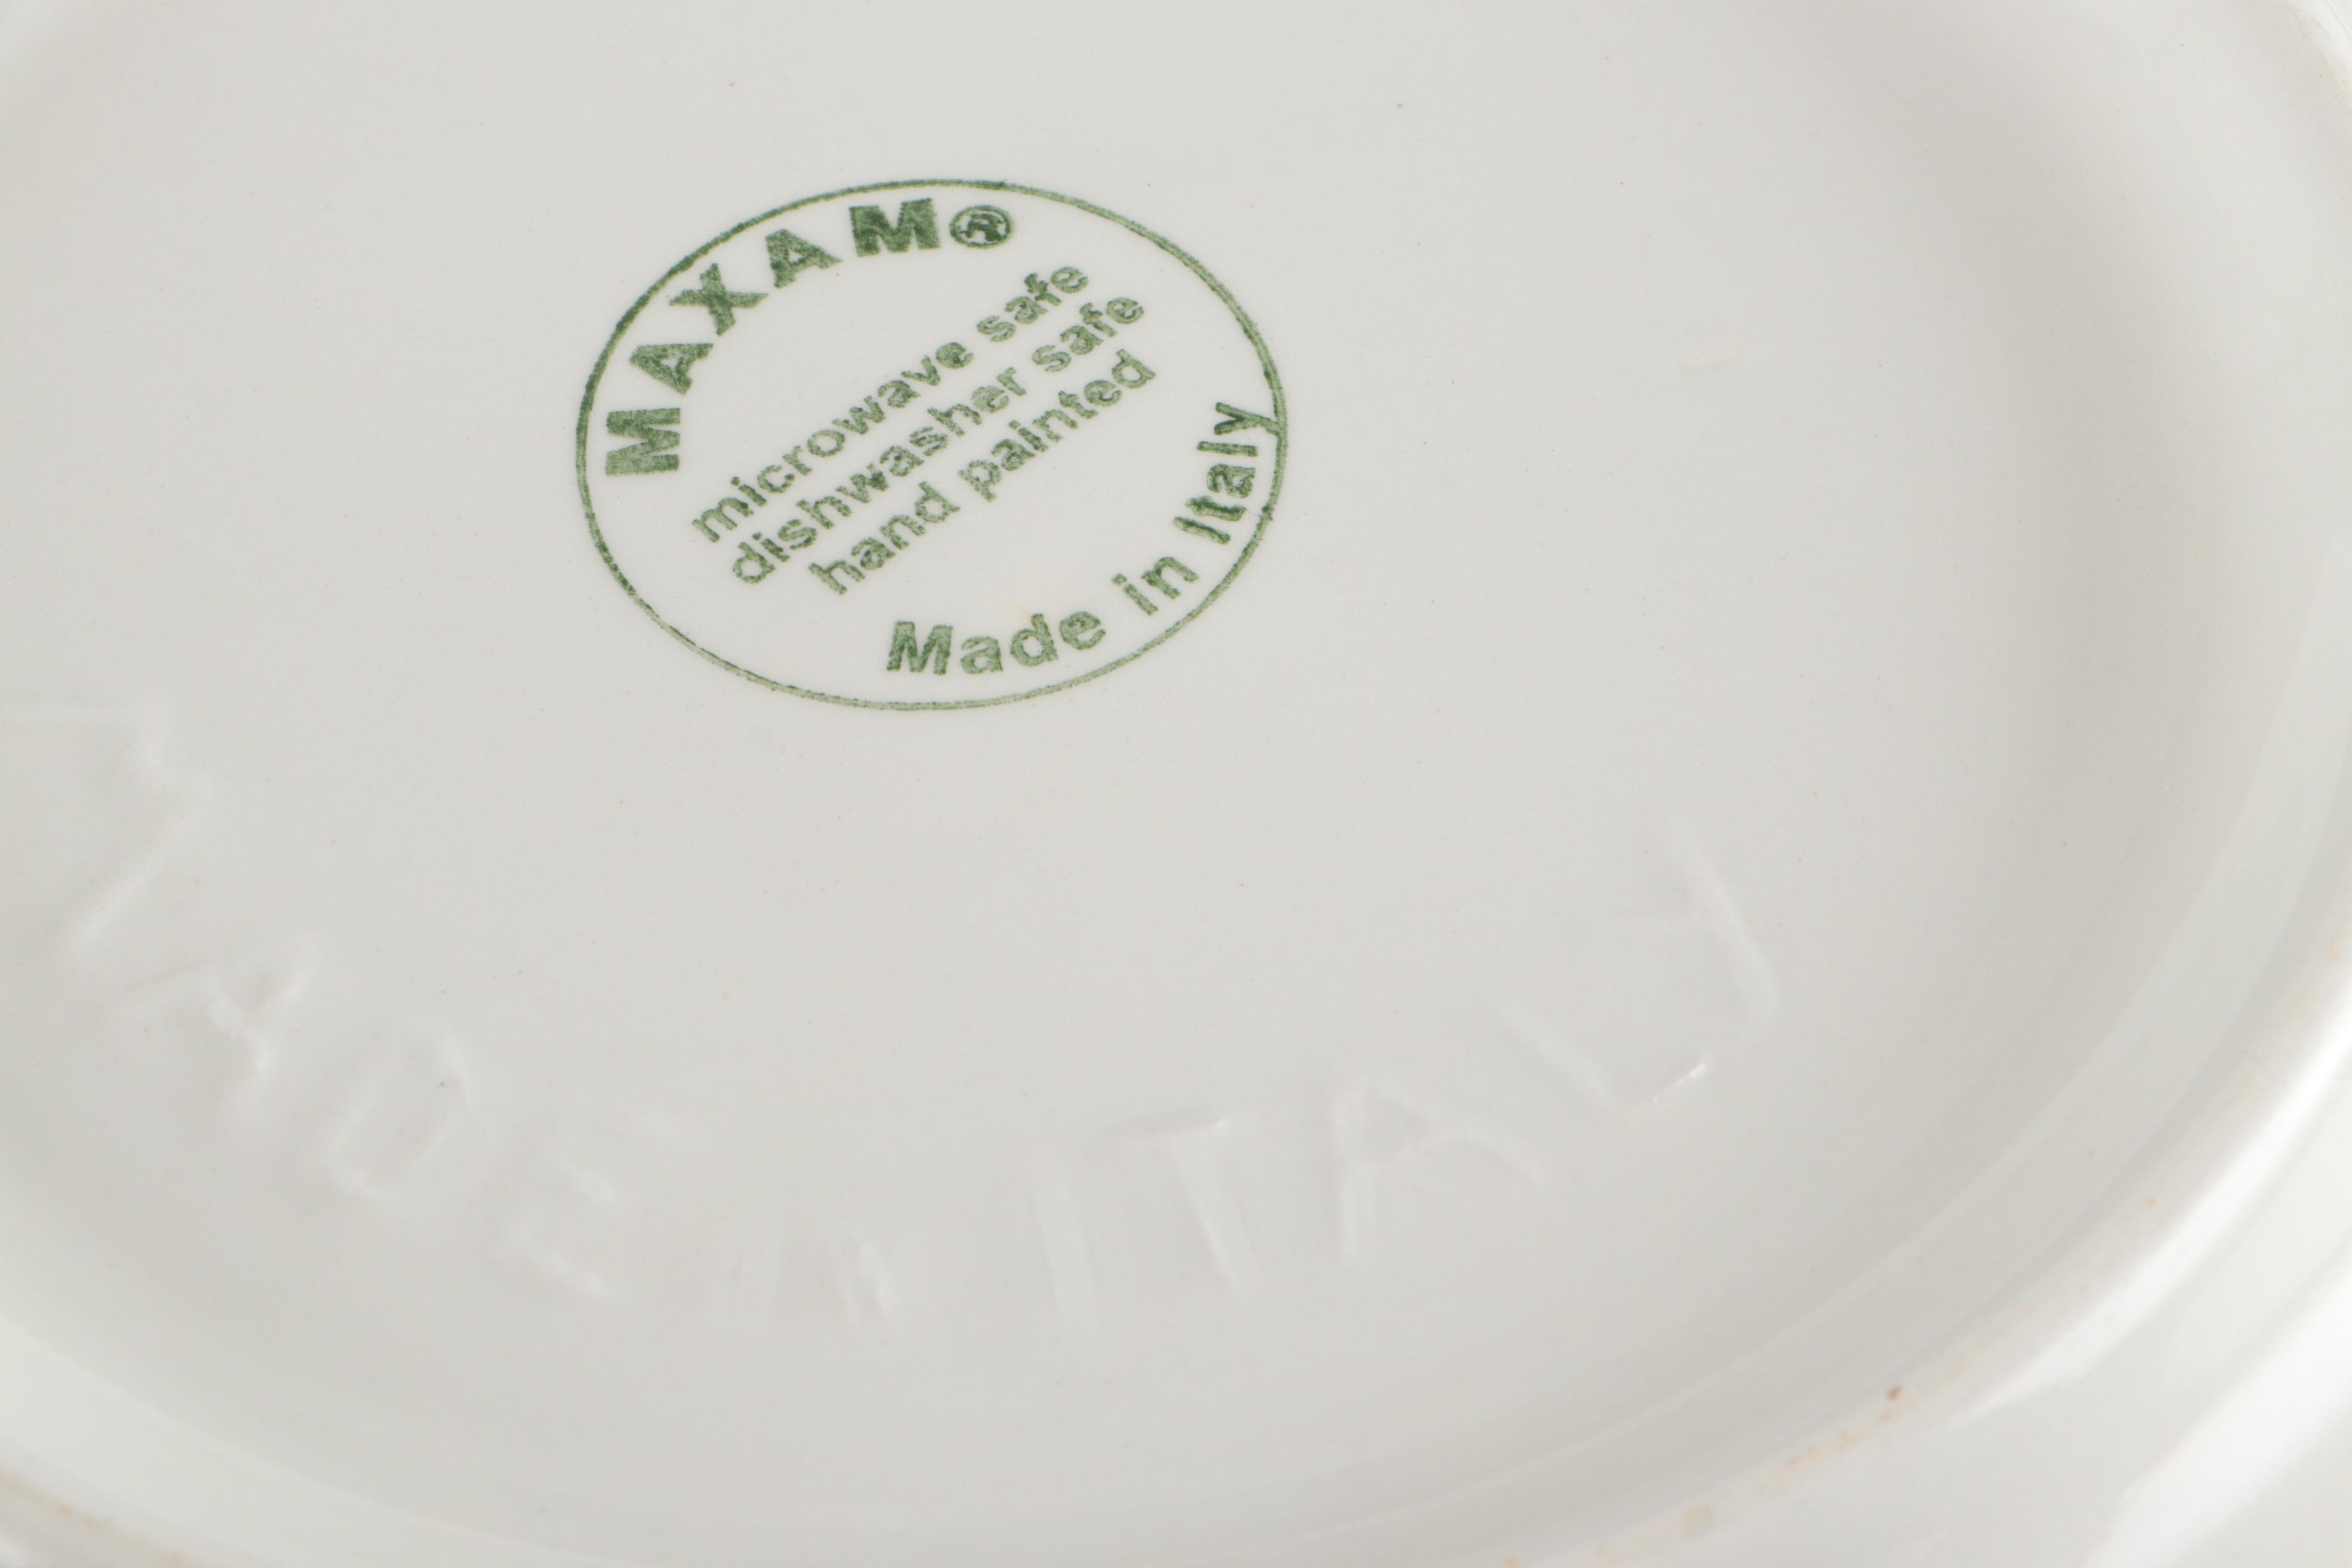 MAXAM®
microwave safe
dishwasher safe
hand painted
Made in Italy
MADE IN ITALY